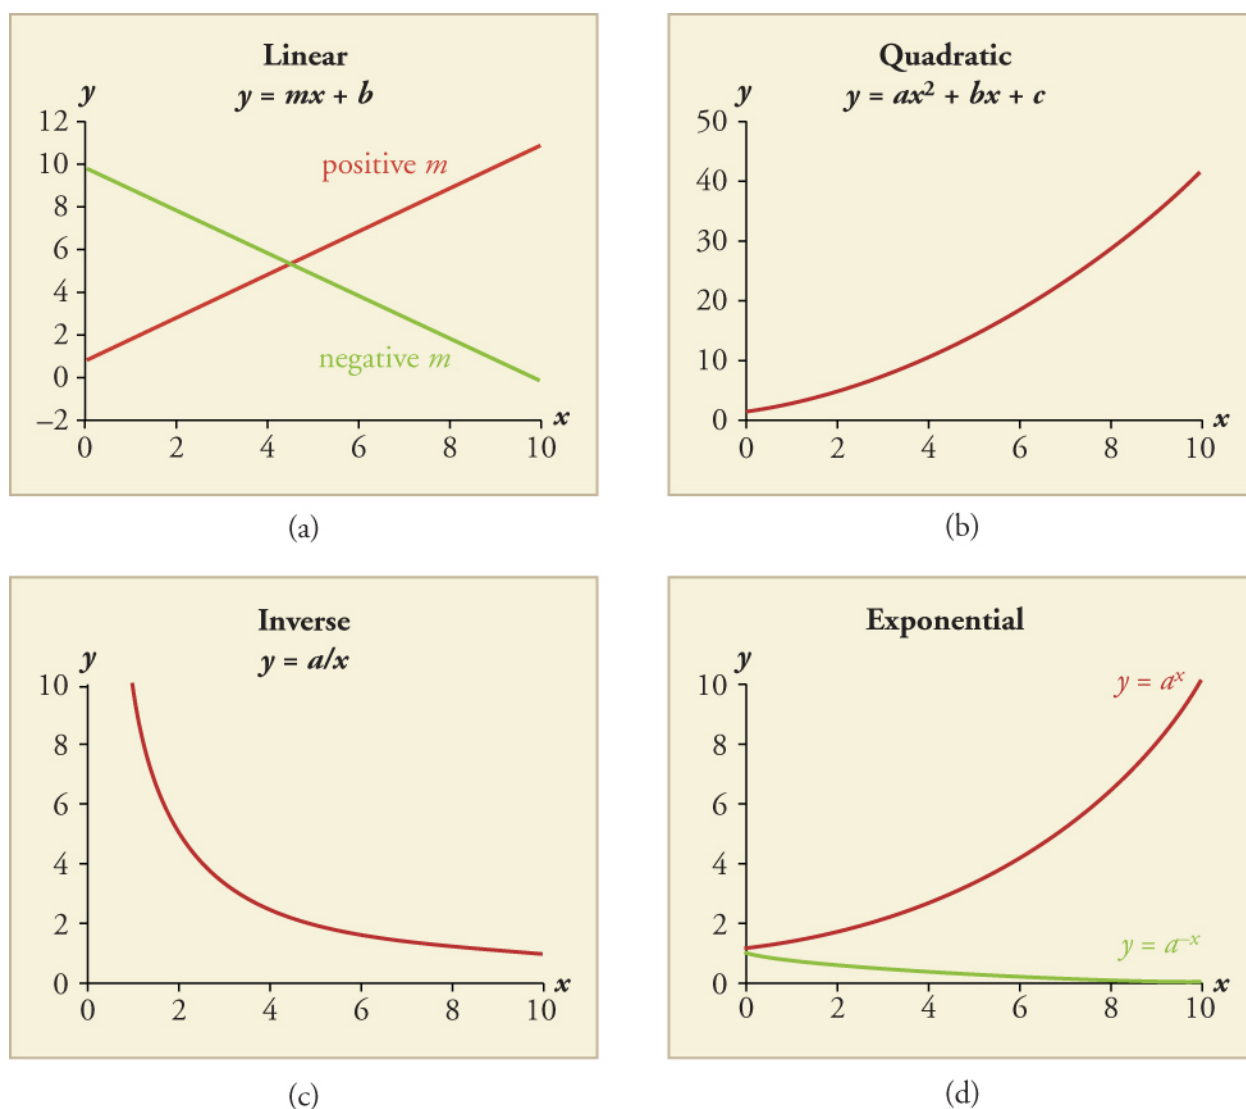 Linear
y = mx + b
y
12
10
8
6
4
2
0
–2
positive m
negative m
x
0 2 4 6 8 10
(a)
Quadratic
y = ax² + bx + c
y
50
40
30
20
10
0
x
0 2 4 6 8 10
(b)
Inverse
y = a/x
y
10
8
6
4
2
0
x
0 2 4 6 8 10
(c)
Exponential
y
10
8
6
4
2
0
y = aˣ
y = a⁻ˣ
x
0 2 4 6 8 10
(d)